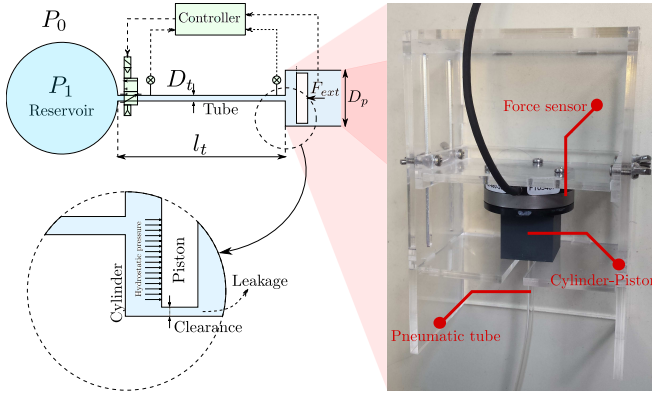 P₀
Controller
P₁
Reservoir
Dₜ
Tube
F_ext
Dₚ
lₜ
Cylinder
Hydrostatic pressure
Piston
Leakage
Clearance
Force sensor
Cylinder-Piston
Pneumatic tube